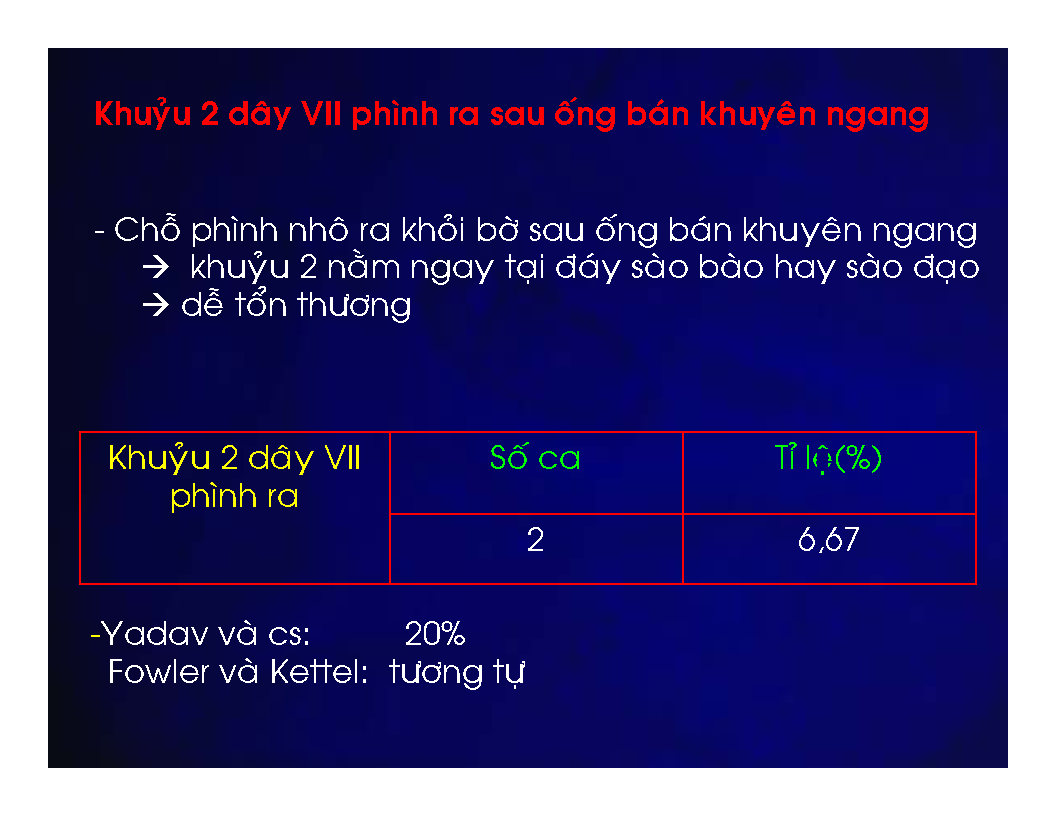 Khuỷu 2 dây VII phình ra sau ống bán khuyên ngang
- Chỗ phình nhô ra khỏi bờ sau ống bán khuyên ngang
→ khuỷu 2 nằm ngay tại đáy sào bào hay sào đạo
→ dễ tổn thương
Khuỷu 2 dây VII
phình ra
Số ca
Tỉ lệ(%)
2
6,67
-Yadav và cs: 20%
Fowler và Kettel: tương tự